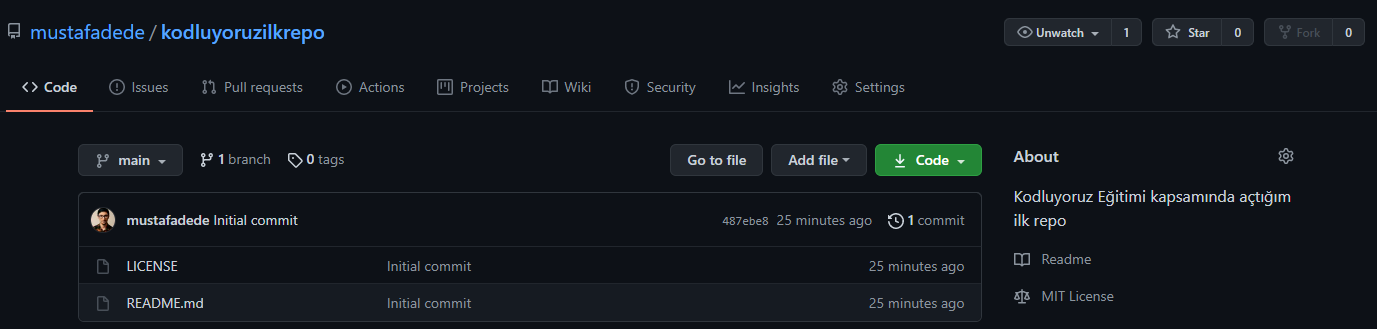 mustafadede / kodluyoruzilkrepo
Unwatch 1 Star 0 Fork 0
Code Issues Pull requests Actions Projects Wiki Security Insights Settings
main 1 branch 0 tags Go to file Add file Code
mustafadede Initial commit 487ebe8 25 minutes ago 1 commit
LICENSE Initial commit 25 minutes ago
README.md Initial commit 25 minutes ago
About
Kodluyoruz Eğitimi kapsamında açtığım
ilk repo
Readme
MIT License